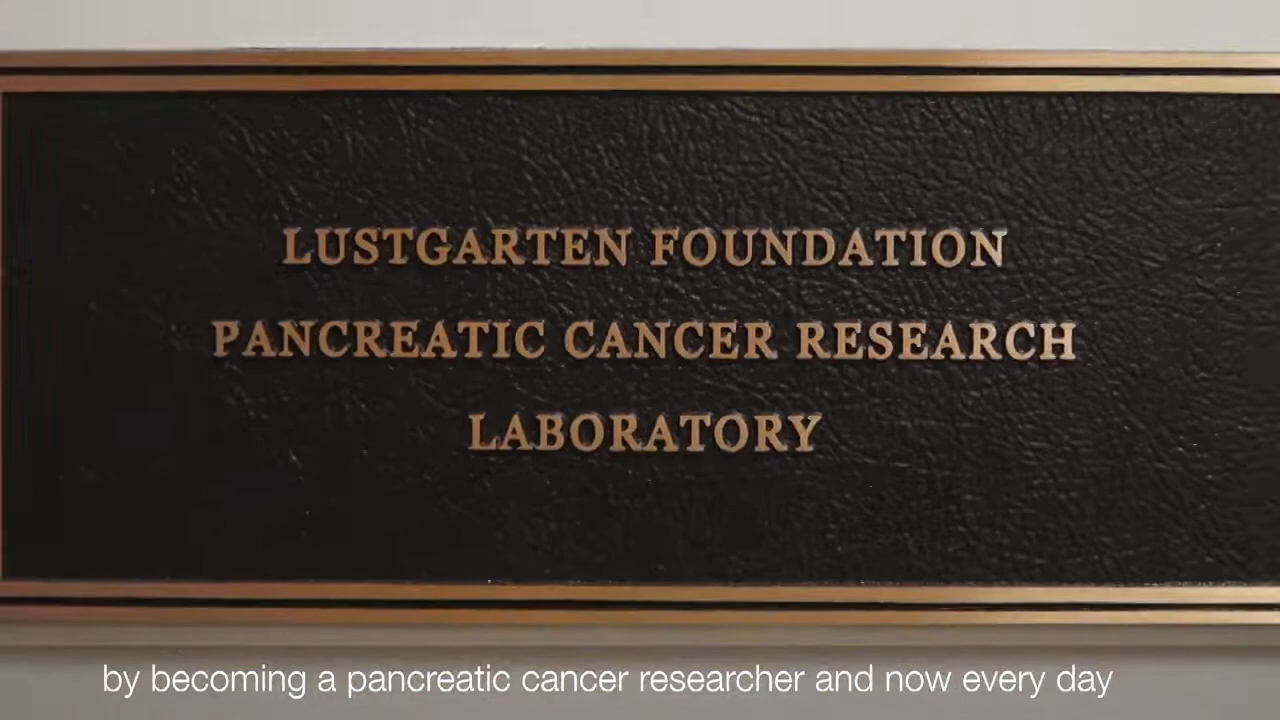 LUSTGARTEN FOUNDATION
PANCREATIC CANCER RESEARCH
LABORATORY
by becoming a pancreatic cancer researcher and now every day